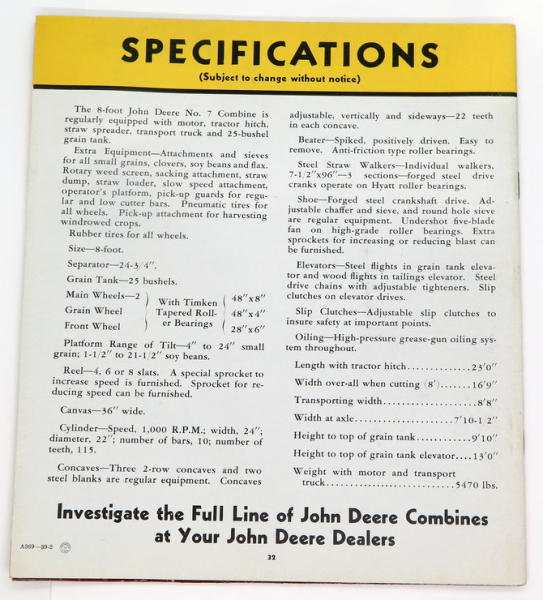 SPECIFICATIONS
(Subject to change without notice)
The 8-foot John Deere No. 7 Combine is
regularly equipped with motor, tractor hitch,
straw spreader, transport truck and 25-bushel
grain tank.
Extra Equipment—Attachments and sieves
for all small grains, clovers, soy beans and flax.
Rotary weed screen, sacking attachment, straw
dump, straw loader, slow speed attachment,
operator's platform, pick-up guards for regu-
lar and low cutter bars. Pneumatic tires for
all wheels. Pick-up attachment for harvesting
windrowed crops.
Rubber tires for all wheels.
Size—8-foot.
Separator—24-3/4".
Grain Tank—25 bushels.
Main Wheels—2 } With Timken { 48"x8"
Grain Wheel } Tapered Roll- { 48"x4"
Front Wheel } er Bearings { 28"x6"
Platform Range of Tilt—4" to 24" small
grain; 1-1/2" to 21-1/2" soy beans.
Reel—4, 6 or 8 slats. A special sprocket to
increase speed is furnished. Sprocket for re-
ducing speed can be furnished.
Canvas—36" wide.
Cylinder—Speed, 1,000 R.P.M.; width, 24";
diameter, 22"; number of bars, 10; number of
teeth, 115.
Concaves—Three 2-row concaves and two
steel blanks are regular equipment. Concaves
adjustable, vertically and sideways—22 teeth
in each concave.
Beater—Spiked, positively driven. Easy to
remove. Anti-friction type roller bearings.
Steel Straw Walkers—Individual walkers,
7-1/2"x96"—3 sections—forged steel drive
cranks operate on Hyatt roller bearings.
Shoe—Forged steel crankshaft drive. Ad-
justable chaffer and sieve, and round hole sieve
are regular equipment. Undershot five-blade
fan on high-grade roller bearings. Extra
sprockets for increasing or reducing blast can
be furnished.
Elevators—Steel flights in grain tank eleva-
tor and wood flights in tailings elevator. Steel
drive chains with adjustable tighteners. Slip
clutches on elevator drives.
Slip Clutches—Adjustable slip clutches to
insure safety at important points.
Oiling—High-pressure grease-gun oiling sys-
tem throughout.
Length with tractor hitch..............23'0"
Width over-all when cutting (8').......16'9"
Transporting width...................8'8"
Width at axle....................7'10-1 2"
Height to top of grain tank............9'10"
Height to top of grain tank elevator....13'0"
Weight with motor and transport
truck..........................5470 lbs.
Investigate the Full Line of John Deere Combines
at Your John Deere Dealers
A969—39-2
32